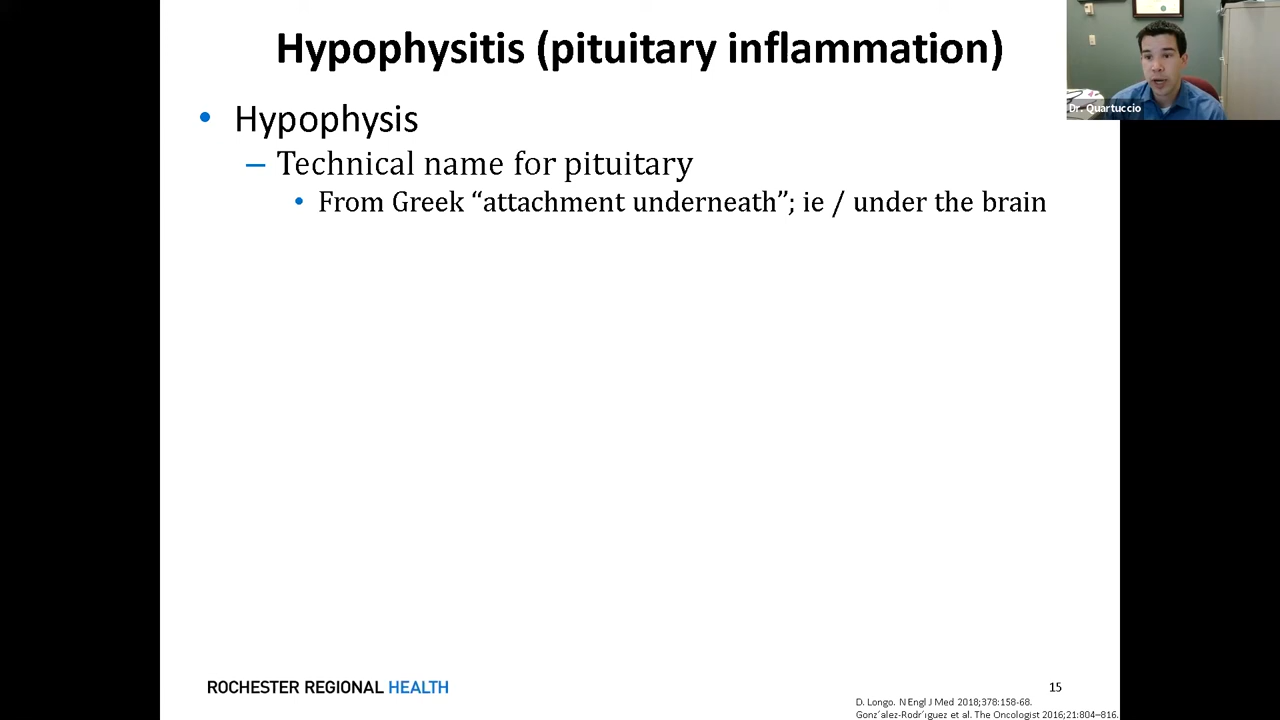 Hypophysitis (pituitary inflammation)
Dr. Quartuccio
• Hypophysis
– Technical name for pituitary
• From Greek “attachment underneath”; ie / under the brain
ROCHESTER REGIONAL HEALTH
15
D. Longo. N Engl J Med 2018;378:158-68.
Gonz´alez-Rodr´ıguez et al. The Oncologist 2016;21:804–816.